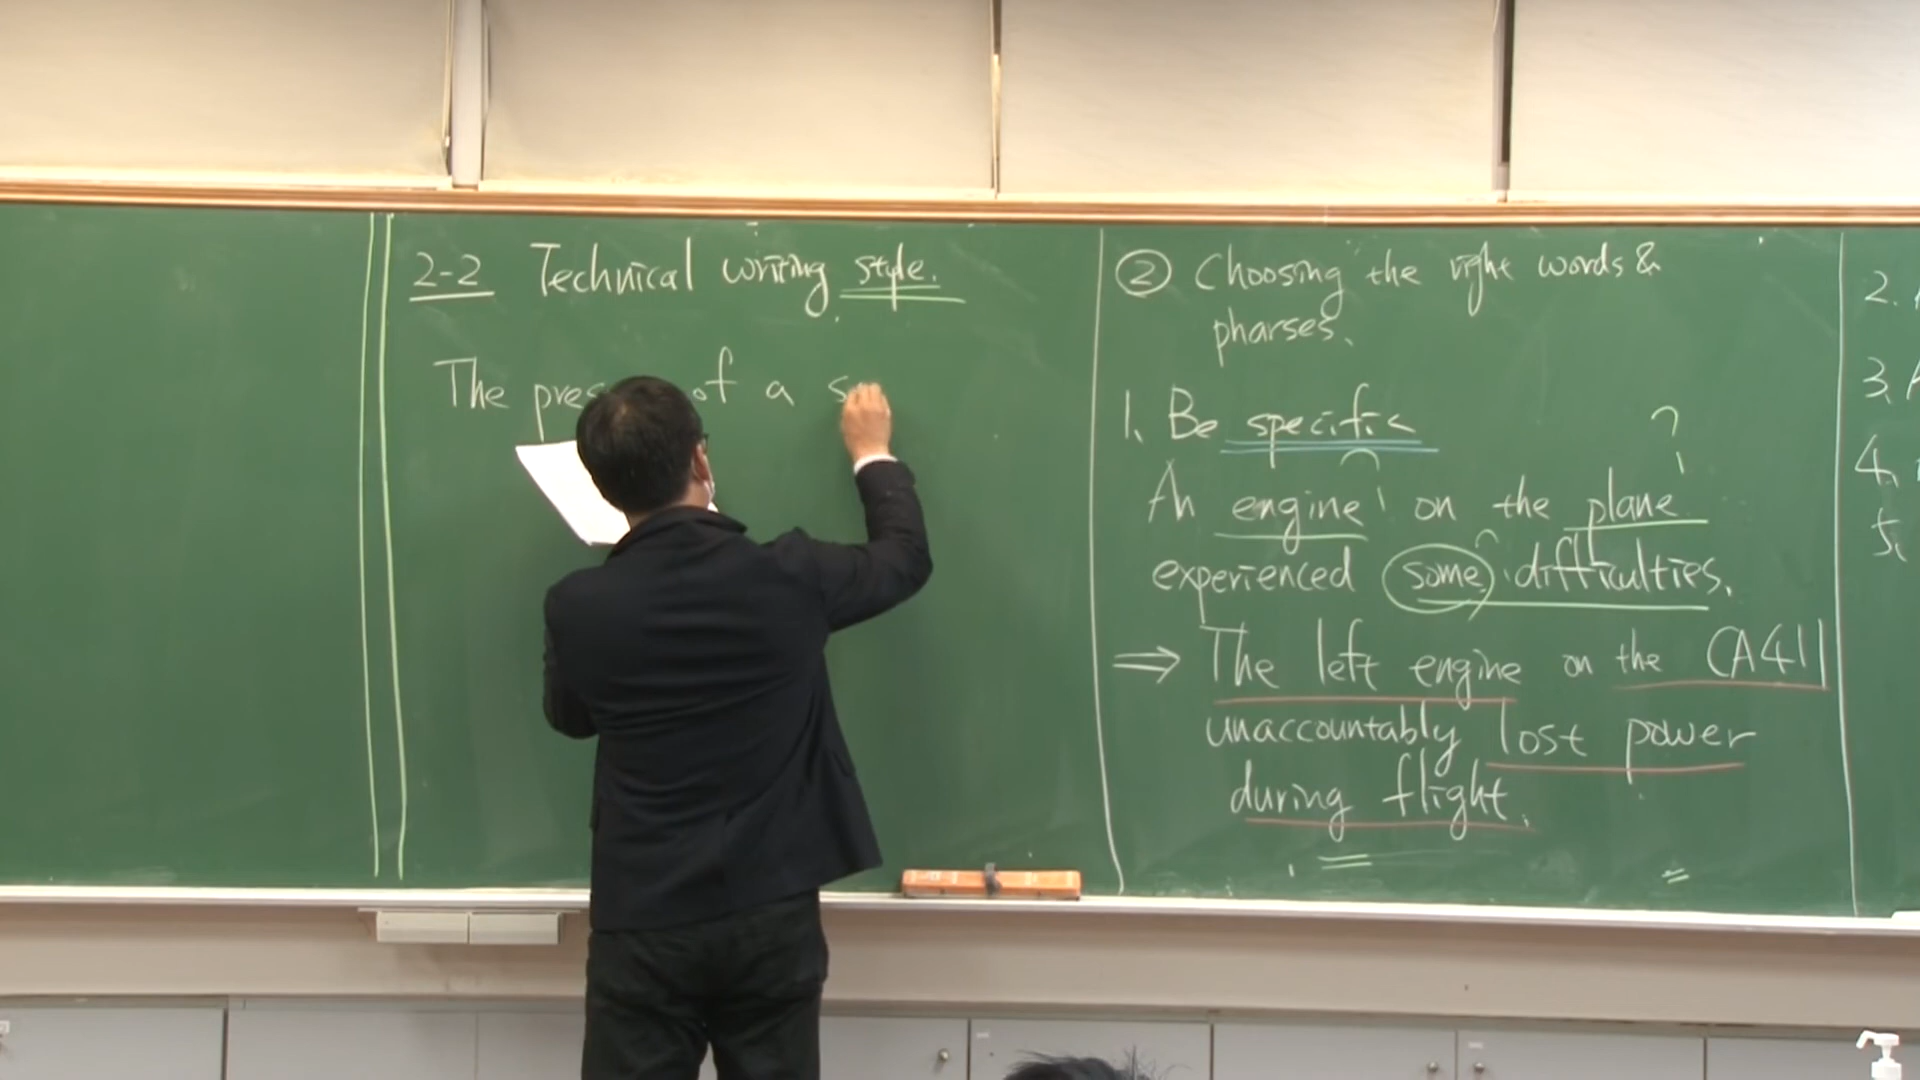 2-2 Technical writing style.
The of a
② Choosing the right words &
pharses.
1. Be specific
?
An engine on the plane
experienced some difficulties.
⇒ The left engine on the CA411
unaccountably lost power
during flight.
2.
3.
4.
5.